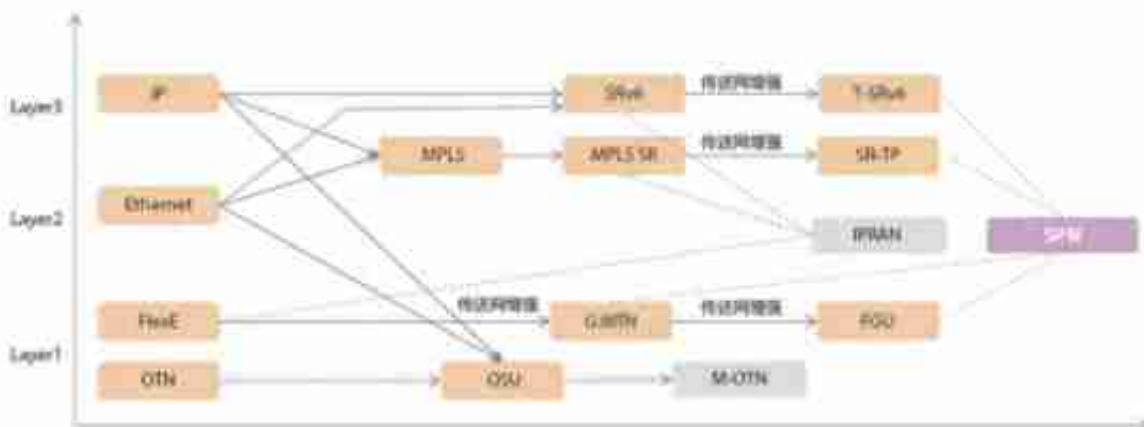 Layer3
IP
SRv6
传送网增强
T-SRv6
MPLS
MPLS SR
传送网增强
SR-TP
Layer2
Ethernet
IPRAN
SPN
传送网增强
传送网增强
FlexE
G.MTN
FGU
Layer1
OTN
OSU
M-OTN